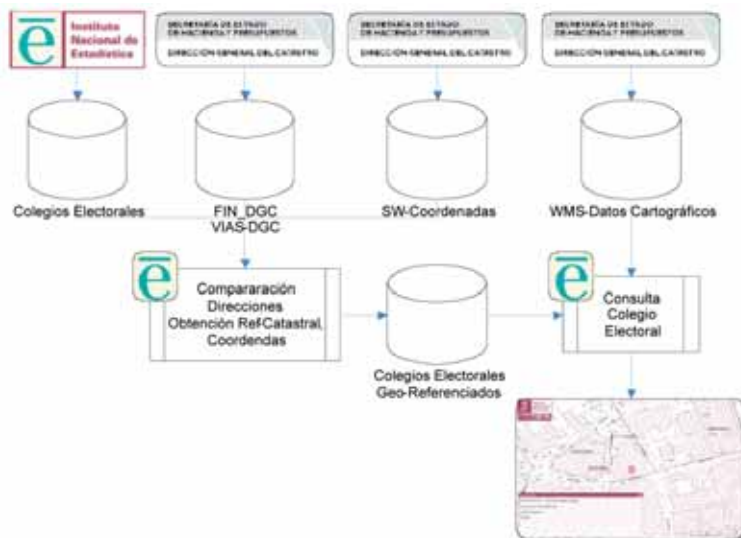 Instituto
Nacional de
Estadística
SECRETARÍA DE ESTADO
DE HACIENDA Y PRESUPUESTOS
DIRECCIÓN GENERAL DEL CATASTRO
SECRETARÍA DE ESTADO
DE HACIENDA Y PRESUPUESTOS
DIRECCIÓN GENERAL DEL CATASTRO
SECRETARÍA DE ESTADO
DE HACIENDA Y PRESUPUESTOS
DIRECCIÓN GENERAL DEL CATASTRO
Colegios Electorales
FIN_DGC
VIAS-DGC
SW-Coordenadas
WMS-Datos Cartográficos
Compararación
Direcciones
Obtención Ref-Catastral,
Coordendas
Colegios Electorales
Geo-Referenciados
Consulta
Colegio
Electoral